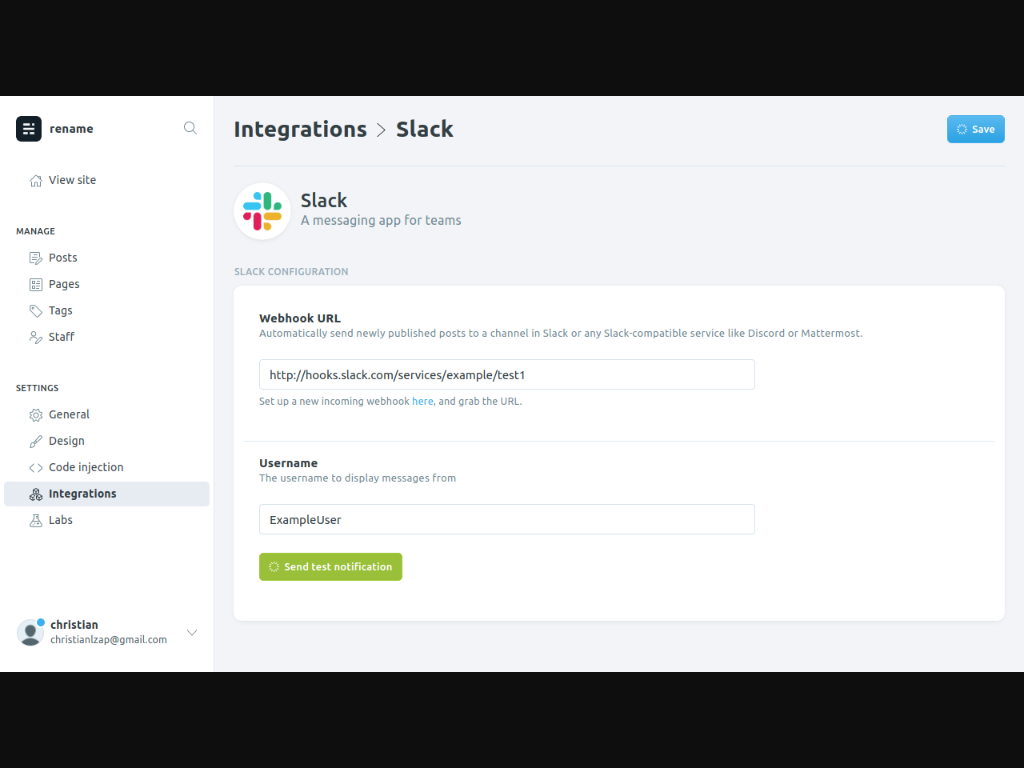 rename
View site
MANAGE
Posts
Pages
Tags
Staff
SETTINGS
General
Design
Code injection
Integrations
Labs
christian
christianlzap@gmail.com
Integrations > Slack
Save
Slack
A messaging app for teams
SLACK CONFIGURATION
Webhook URL
Automatically send newly published posts to a channel in Slack or any Slack-compatible service like Discord or Mattermost.
http://hooks.slack.com/services/example/test1
Set up a new incoming webhook here, and grab the URL.
Username
The username to display messages from
ExampleUser
Send test notification